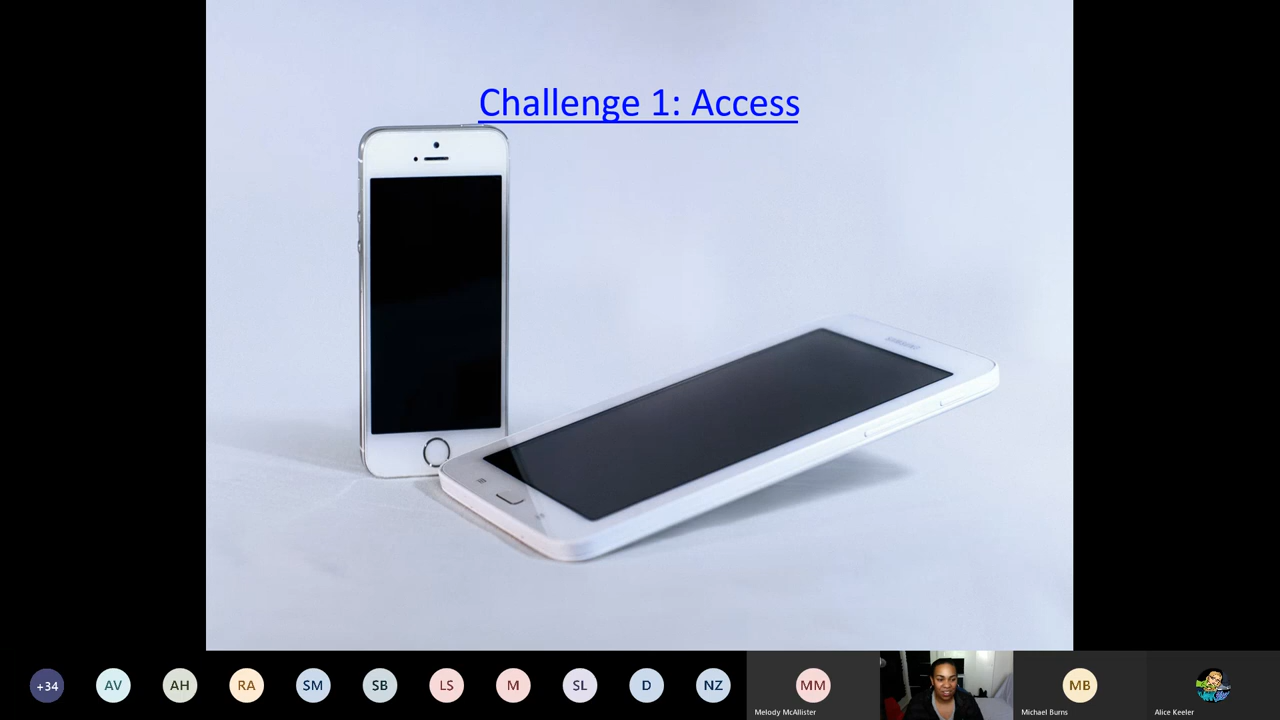 Challenge 1: Access
SAMSUNG
+34 AV AH RA SM SB LS M SL D NZ MM MB
Melody McAllister Michael Burns Alice Keeler